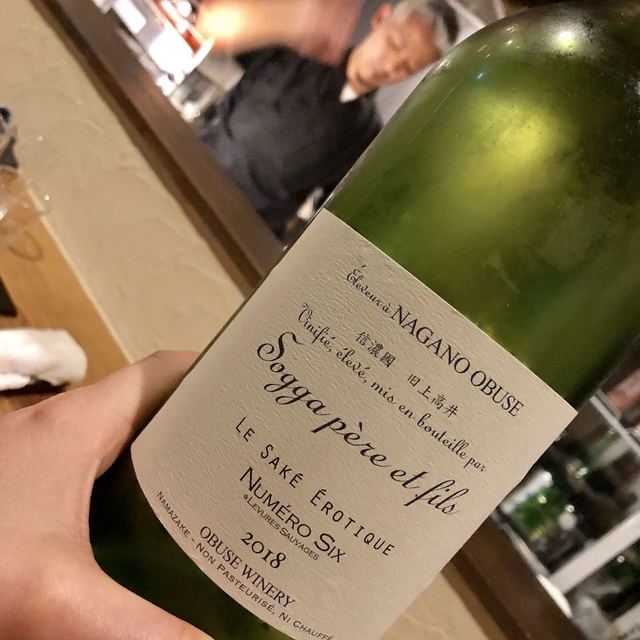 Éleveur à NAGANO OBUSE
信濃國 旧上高井
Vinifié, élevé, mis en bouteille par
Sogga père et fils
LE SAKÉ ÉROTIQUE
NUMÉRO SIX
à LEVURES SAUVAGES
2018
OBUSE WINERY
NAMAZAKE - NON PASTEURISÉ, NI CHAUFFÉ